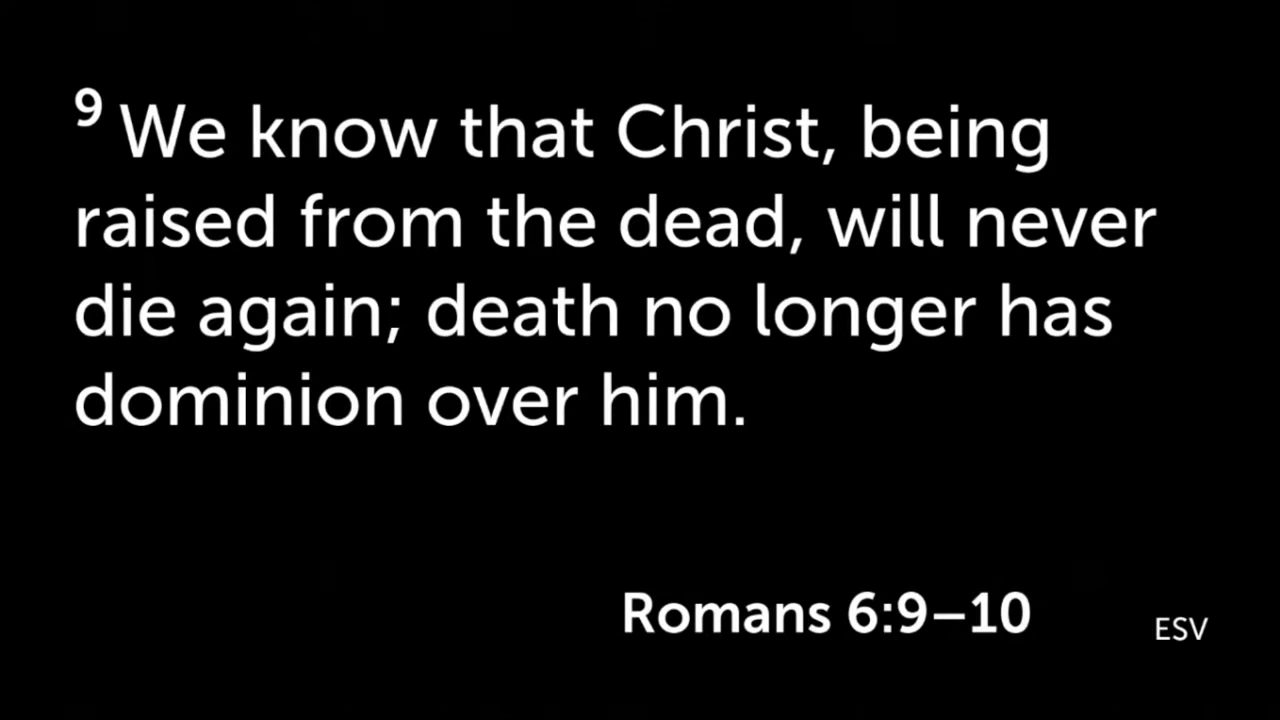 9 We know that Christ, being
raised from the dead, will never
die again; death no longer has
dominion over him.
Romans 6:9–10
ESV